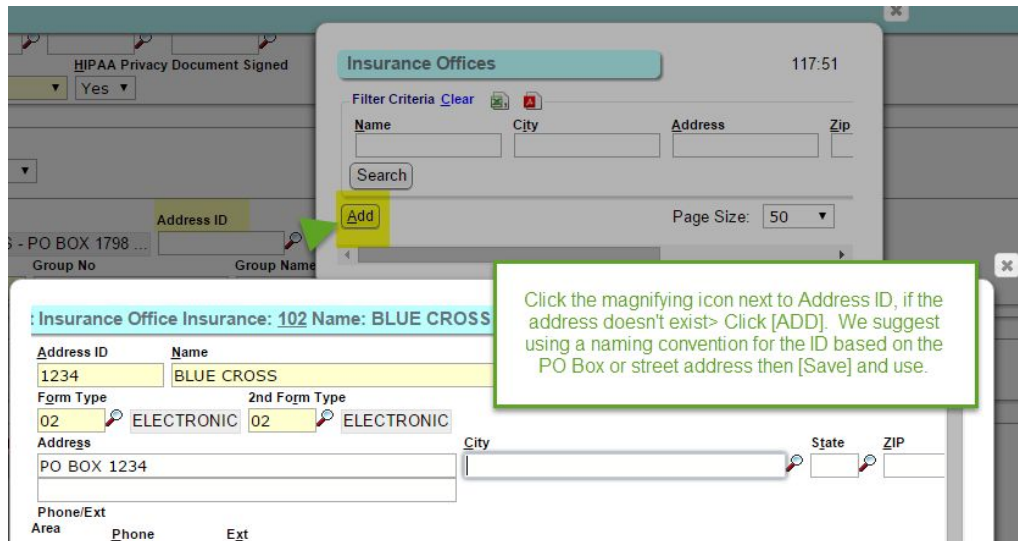 HIPAA Privacy Document Signed
Yes
Insurance Offices 117:51
Filter Criteria Clear
Name City Address Zip
Search
Add Page Size: 50
Address ID
- PO BOX 1798 ...
Group No Group Name
Click the magnifying icon next to Address ID, if the
address doesn't exist> Click [ADD].  We suggest
using a naming convention for the ID based on the
PO Box or street address then [Save] and use.
: Insurance Office Insurance: 102 Name: BLUE CROSS
Address ID Name
1234 BLUE CROSS
Form Type 2nd Form Type
02 ELECTRONIC 02 ELECTRONIC
Address City State ZIP
PO BOX 1234
Phone/Ext
Area Phone Ext